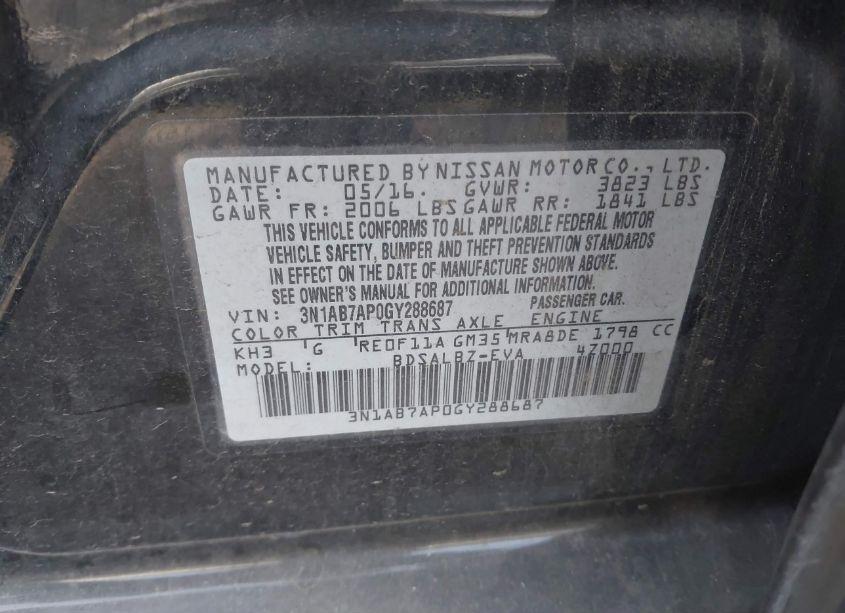 MANUFACTURED BY NISSAN MOTOR CO., LTD.
DATE: 05/16. GVWR: 3823 LBS
GAWR FR: 2006 LBS GAWR RR: 1841 LBS
THIS VEHICLE CONFORMS TO ALL APPLICABLE FEDERAL MOTOR
VEHICLE SAFETY, BUMPER AND THEFT PREVENTION STANDARDS
IN EFFECT ON THE DATE OF MANUFACTURE SHOWN ABOVE.
SEE OWNER'S MANUAL FOR ADDITIONAL INFORMATION.
VIN: 3N1AB7AP0GY288687 PASSENGER CAR.
COLOR TRIM TRANS AXLE ENGINE
KH3 G RE0F11A GM35 MRA8DE 1798 CC
MODEL: BDSALBZ-EVA 4Z000
3N1AB7AP0GY288687